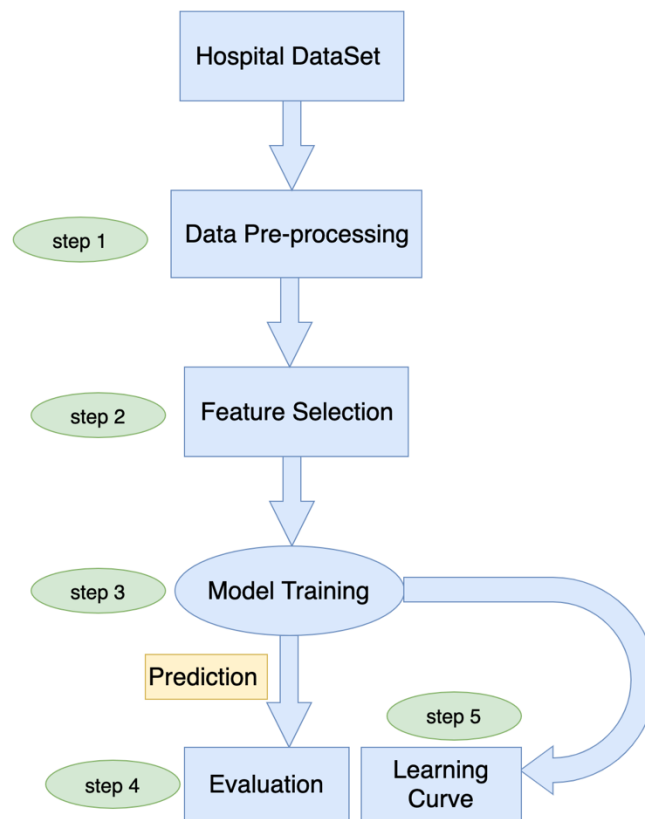 Hospital DataSet
step 1
Data Pre-processing
step 2
Feature Selection
step 3
Model Training
Prediction
step 5
step 4
Evaluation
Learning
Curve